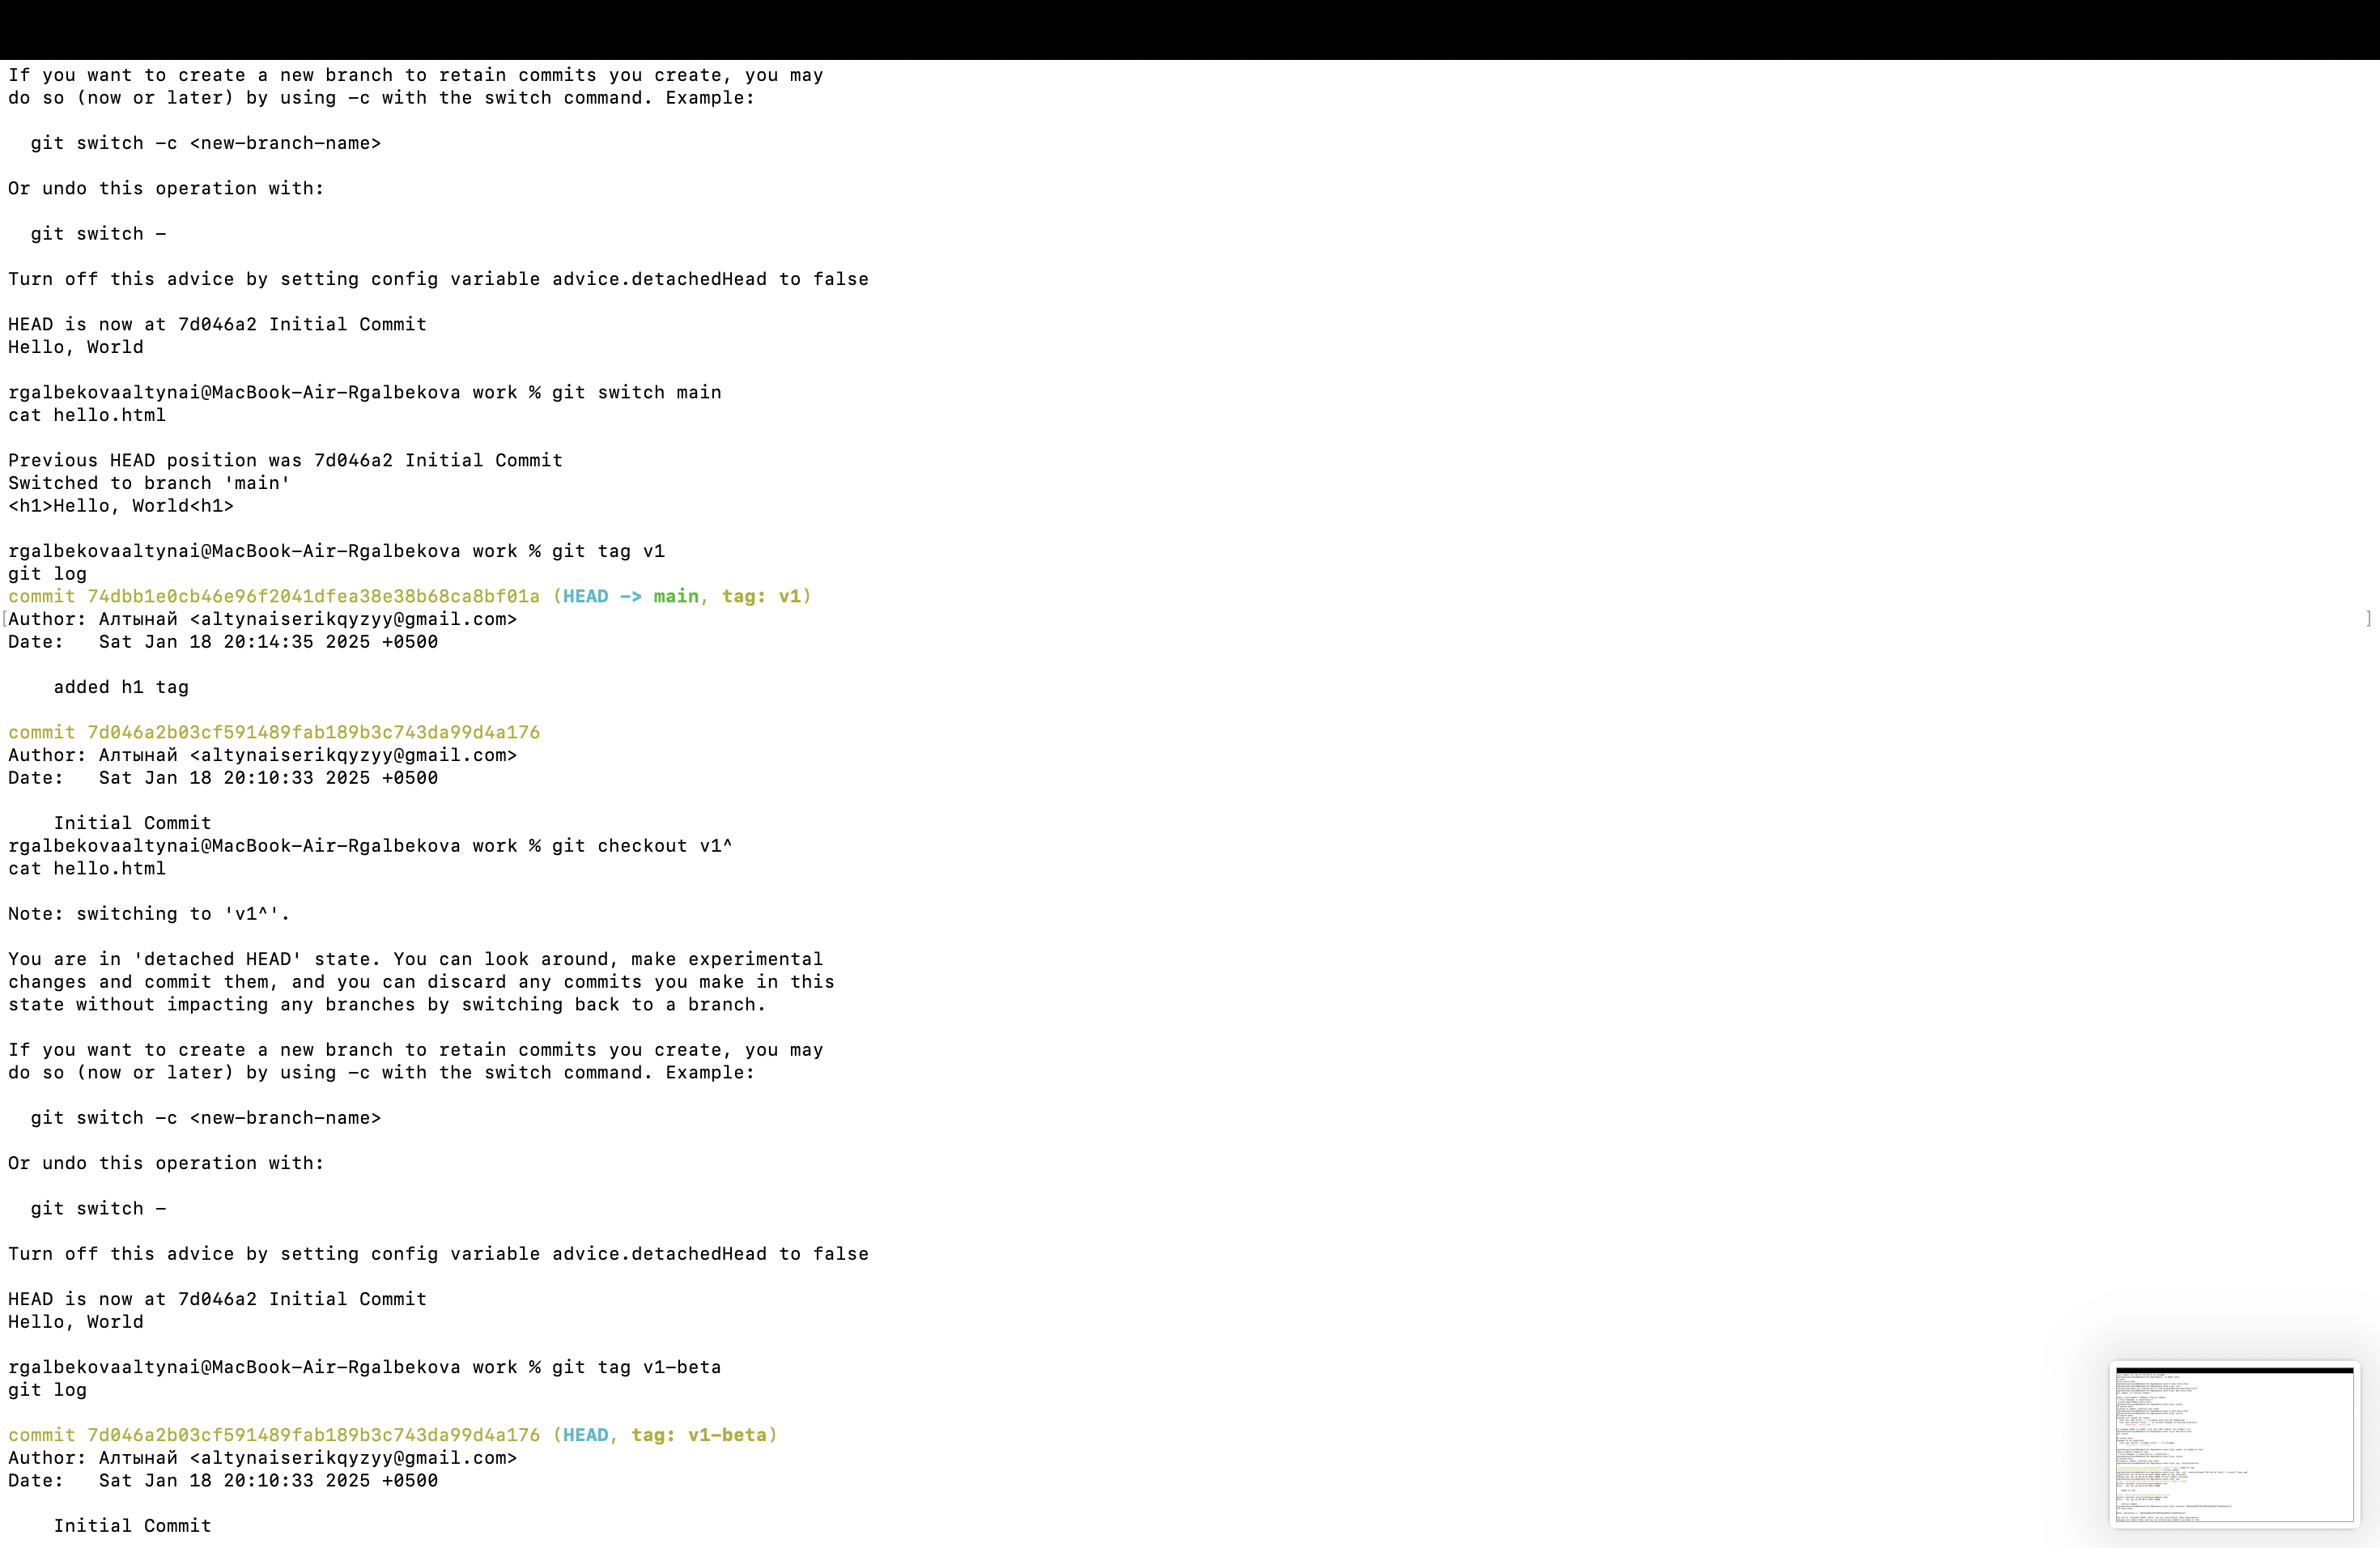 If you want to create a new branch to retain commits you create, you may
do so (now or later) by using -c with the switch command. Example:
git switch -c <new-branch-name>
Or undo this operation with:
git switch -
Turn off this advice by setting config variable advice.detachedHead to false
HEAD is now at 7d046a2 Initial Commit
Hello, World
rgalbekovaaltynai@MacBook-Air-Rgalbekova work % git switch main
cat hello.html
Previous HEAD position was 7d046a2 Initial Commit
Switched to branch 'main'
<h1>Hello, World<h1>
rgalbekovaaltynai@MacBook-Air-Rgalbekova work % git tag v1
git log
commit 74dbb1e0cb46e96f2041dfea38e38b68ca8bf01a (HEAD -> main, tag: v1)
[Author: Алтынай <altynaiserikqyzyy@gmail.com> ]
Date:   Sat Jan 18 20:14:35 2025 +0500
added h1 tag
commit 7d046a2b03cf591489fab189b3c743da99d4a176
Author: Алтынай <altynaiserikqyzyy@gmail.com>
Date:   Sat Jan 18 20:10:33 2025 +0500
Initial Commit
rgalbekovaaltynai@MacBook-Air-Rgalbekova work % git checkout v1^
cat hello.html
Note: switching to 'v1^'.
You are in 'detached HEAD' state. You can look around, make experimental
changes and commit them, and you can discard any commits you make in this
state without impacting any branches by switching back to a branch.
If you want to create a new branch to retain commits you create, you may
do so (now or later) by using -c with the switch command. Example:
git switch -c <new-branch-name>
Or undo this operation with:
git switch -
Turn off this advice by setting config variable advice.detachedHead to false
HEAD is now at 7d046a2 Initial Commit
Hello, World
rgalbekovaaltynai@MacBook-Air-Rgalbekova work % git tag v1-beta
git log
commit 7d046a2b03cf591489fab189b3c743da99d4a176 (HEAD, tag: v1-beta)
Author: Алтынай <altynaiserikqyzyy@gmail.com>
Date:   Sat Jan 18 20:10:33 2025 +0500
Initial Commit